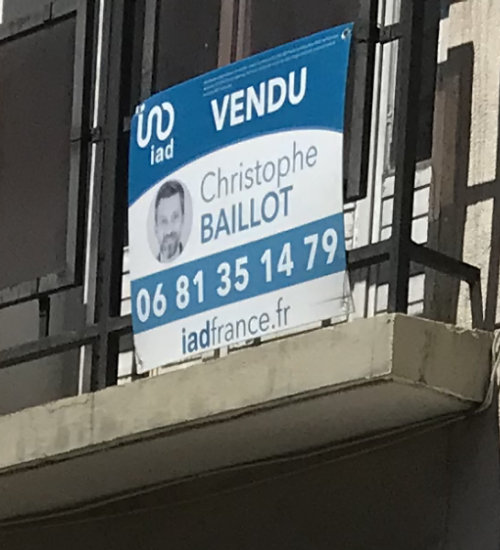 VENDU
iad
Christophe
BAILLOT
06 81 35 14 79
iadfrance.fr